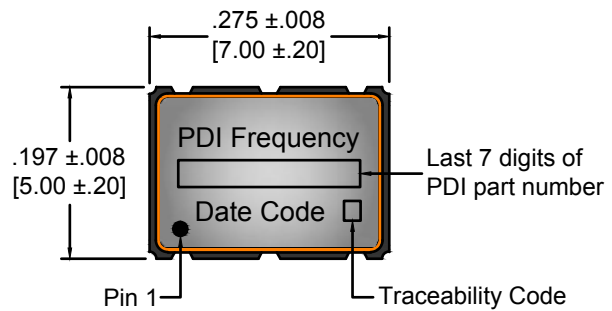 .275 ±.008
[7.00 ±.20]
.197 ±.008
[5.00 ±.20]
PDI Frequency
Last 7 digits of
PDI part number
Date Code
Pin 1
Traceability Code